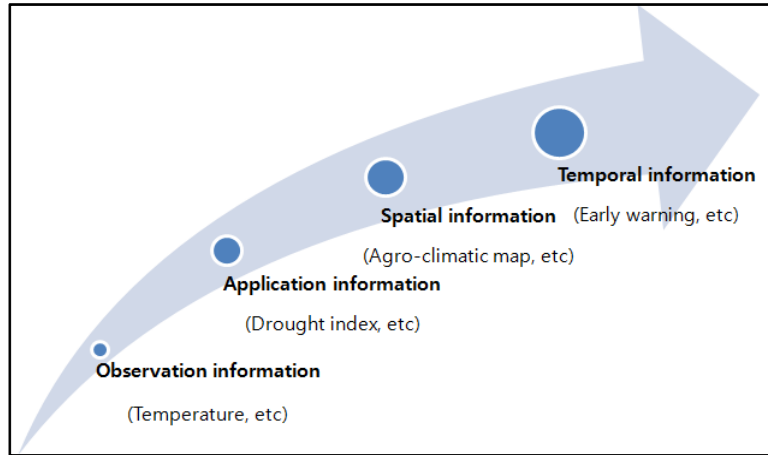 Temporal information
(Early warning, etc)
Spatial information
(Agro-climatic map, etc)
Application information
(Drought index, etc)
Observation information
(Temperature, etc)